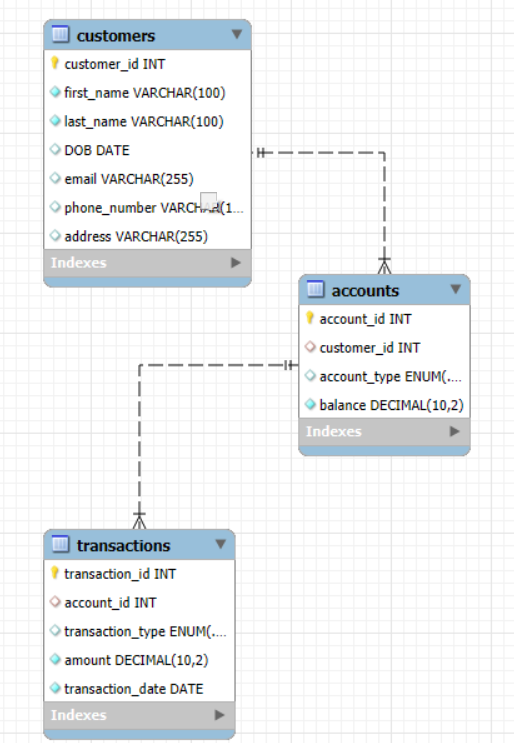 customers
customer_id INT
first_name VARCHAR(100)
last_name VARCHAR(100)
DOB DATE
email VARCHAR(255)
phone_number VARCHAR(1...
address VARCHAR(255)
Indexes
accounts
account_id INT
customer_id INT
account_type ENUM(....
balance DECIMAL(10,2)
Indexes
transactions
transaction_id INT
account_id INT
transaction_type ENUM(....
amount DECIMAL(10,2)
transaction_date DATE
Indexes